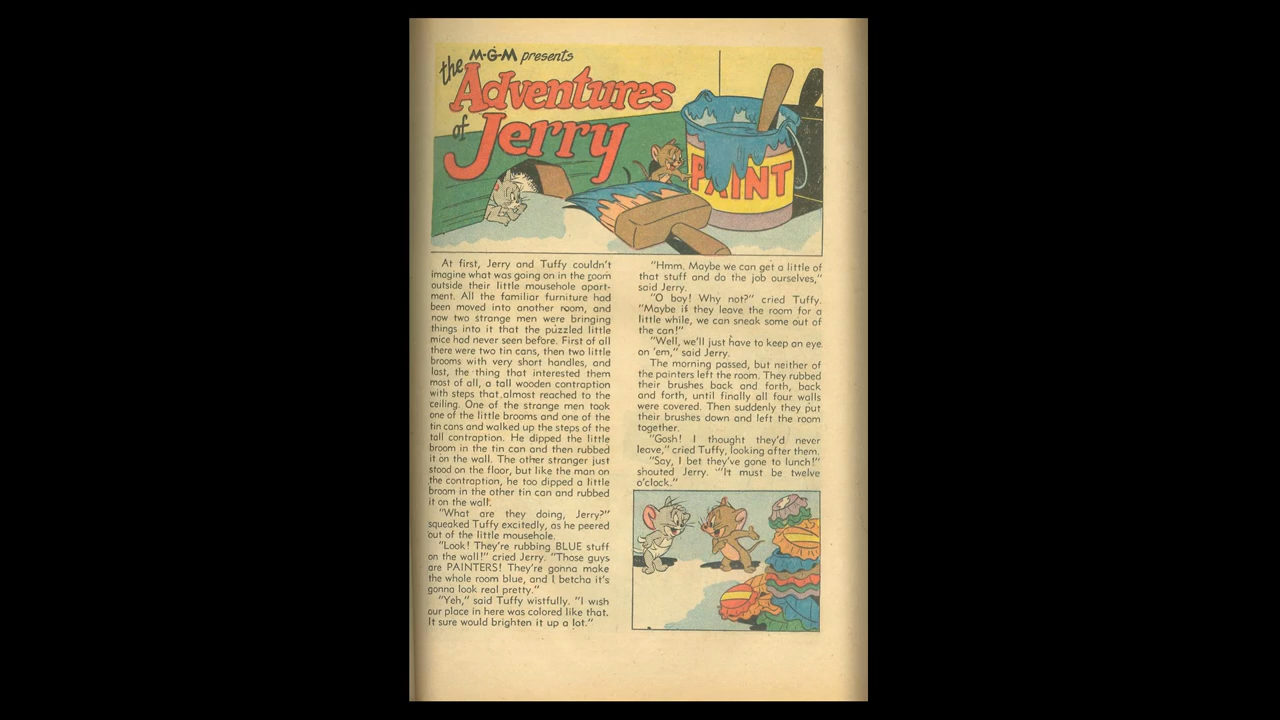 M-G-M presents
the Adventures
of Jerry
PAINT
At first, Jerry and Tuffy couldn't
imagine what was going on in the room
outside their little mousehole apart-
ment. All the familiar furniture had
been moved into another room, and
now two strange men were bringing
things into it that the puzzled little
mice had never seen before. First of all
there were two tin cans, then two little
brooms with very short handles, and
last, the thing that interested them
most of all, a tall wooden contraption
with steps that almost reached to the
ceiling. One of the strange men took
one of the little brooms and one of the
tin cans and walked up the steps of the
tall contraption. He dipped the little
broom in the tin can and then rubbed
it on the wall. The other stranger just
stood on the floor, but like the man on
the contraption, he too dipped a little
broom in the other tin can and rubbed
it on the wall.
"What are they doing, Jerry?"
squeaked Tuffy excitedly, as he peered
out of the little mousehole.
"Look! They're rubbing BLUE stuff
on the wall!" cried Jerry. "Those guys
are PAINTERS! They're gonna make
the whole room blue, and I betcha it's
gonna look real pretty."
"Yeh," said Tuffy wistfully. "I wish
our place in here was colored like that.
It sure would brighten it up a lot."
"Hmm. Maybe we can get a little of
that stuff and do the job ourselves,"
said Jerry.
"O boy! Why not?" cried Tuffy.
"Maybe if they leave the room for a
little while, we can sneak some out of
the can!"
"Well, we'll just have to keep an eye
on 'em," said Jerry.
The morning passed, but neither of
the painters left the room. They rubbed
their brushes back and forth, back
and forth, until finally all four walls
were covered. Then suddenly they put
their brushes down and left the room
together.
"Gosh! I thought they'd never
leave," cried Tuffy, looking after them.
"Say, I bet they've gone to lunch!"
shouted Jerry. "It must be twelve
o'clock."